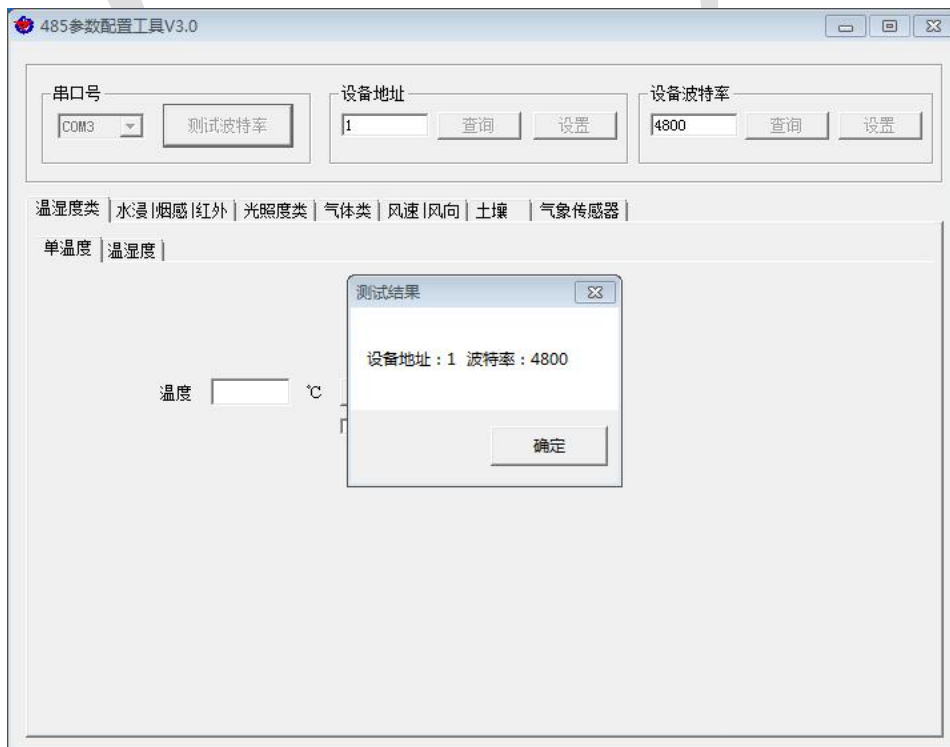 485参数配置工具V3.0
串口号 设备地址 设备波特率
COM3 测试波特率 1 查询 设置 4800 查询 设置
温湿度类 水浸|烟感|红外 光照度类 气体类 风速|风向 土壤 气象传感器
单温度 温湿度
测试结果
设备地址：1 波特率：4800
温度 ℃
确定